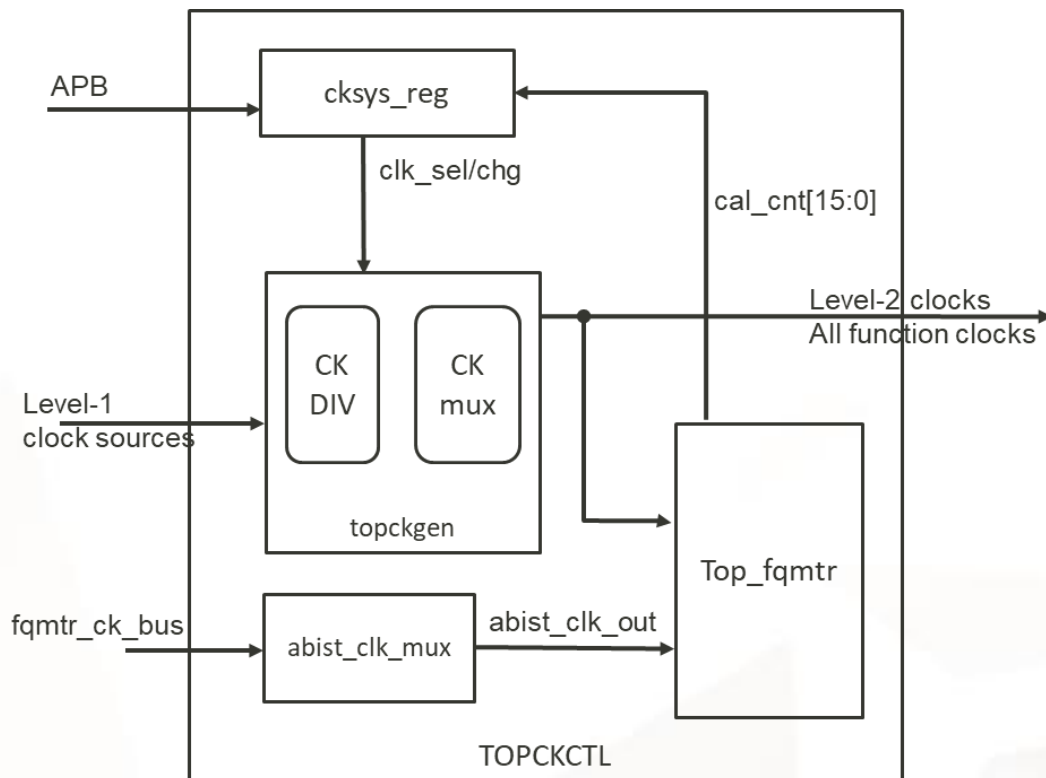 APB
cksys_reg
clk_sel/chg
cal_cnt[15:0]
Level-2 clocks
All function clocks
CK
DIV
CK
mux
Level-1
clock sources
topckgen
Top_fqmtr
fqmtr_ck_bus
abist_clk_mux
abist_clk_out
TOPCKCTL